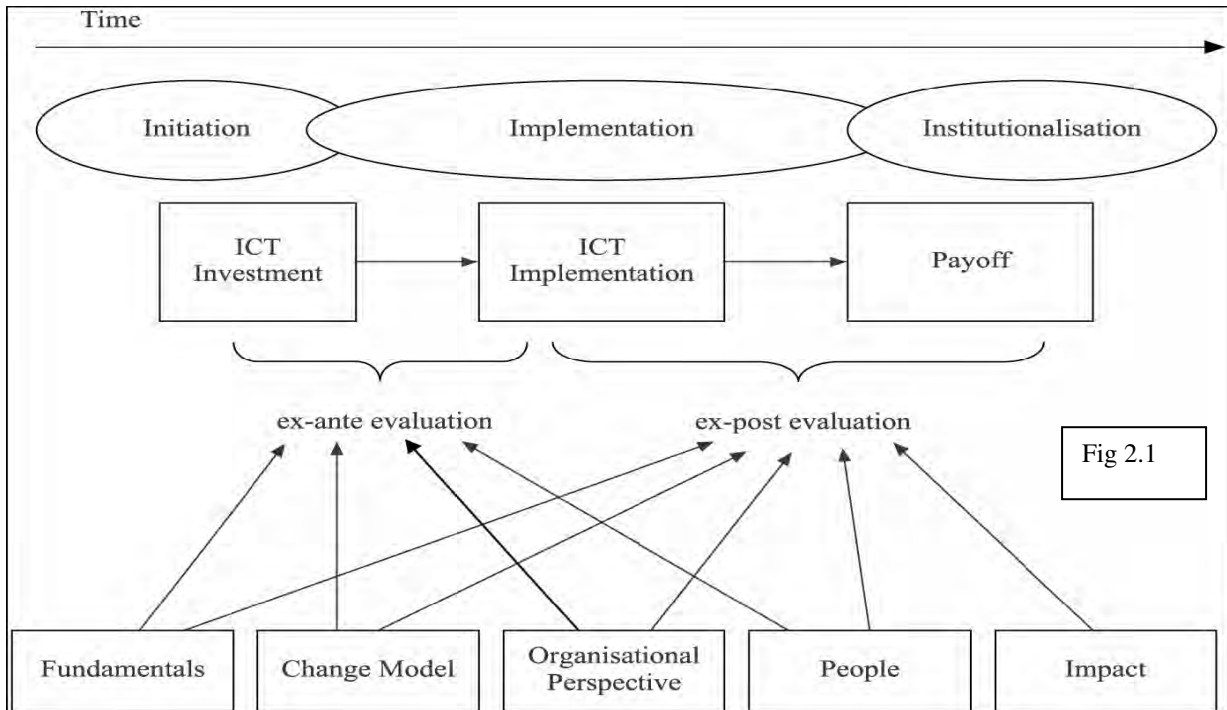 Time
Initiation
Implementation
Institutionalisation
ICT
Investment
ICT
Implementation
Payoff
ex-ante evaluation
ex-post evaluation
Fig 2.1
Fundamentals
Change Model
Organisational
Perspective
People
Impact